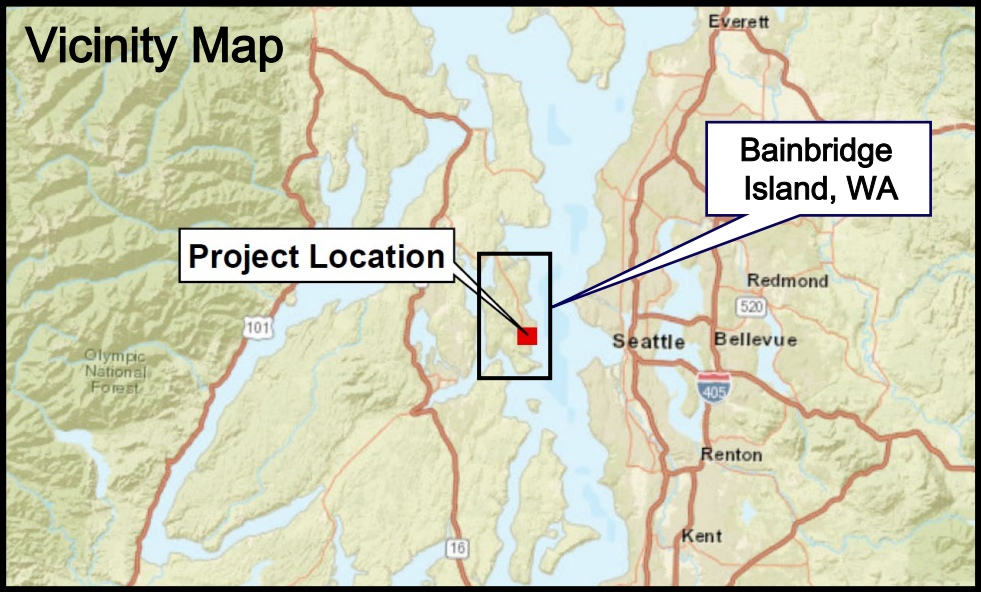 Vicinity Map
Everett
Bainbridge
Island, WA
Project Location
Redmond
520
101
Seattle
Bellevue
Olympic
National
Forest
405
Renton
Kent
16